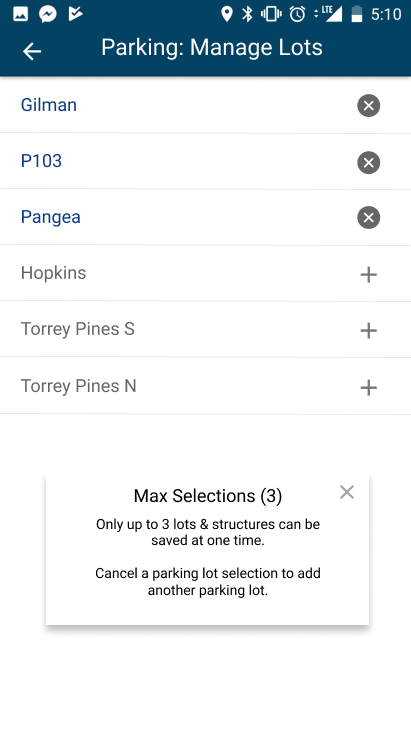 LTE 5:10
Parking: Manage Lots
Gilman
P103
Pangea
Hopkins
Torrey Pines S
Torrey Pines N
Max Selections (3)
Only up to 3 lots & structures can be
saved at one time.
Cancel a parking lot selection to add
another parking lot.